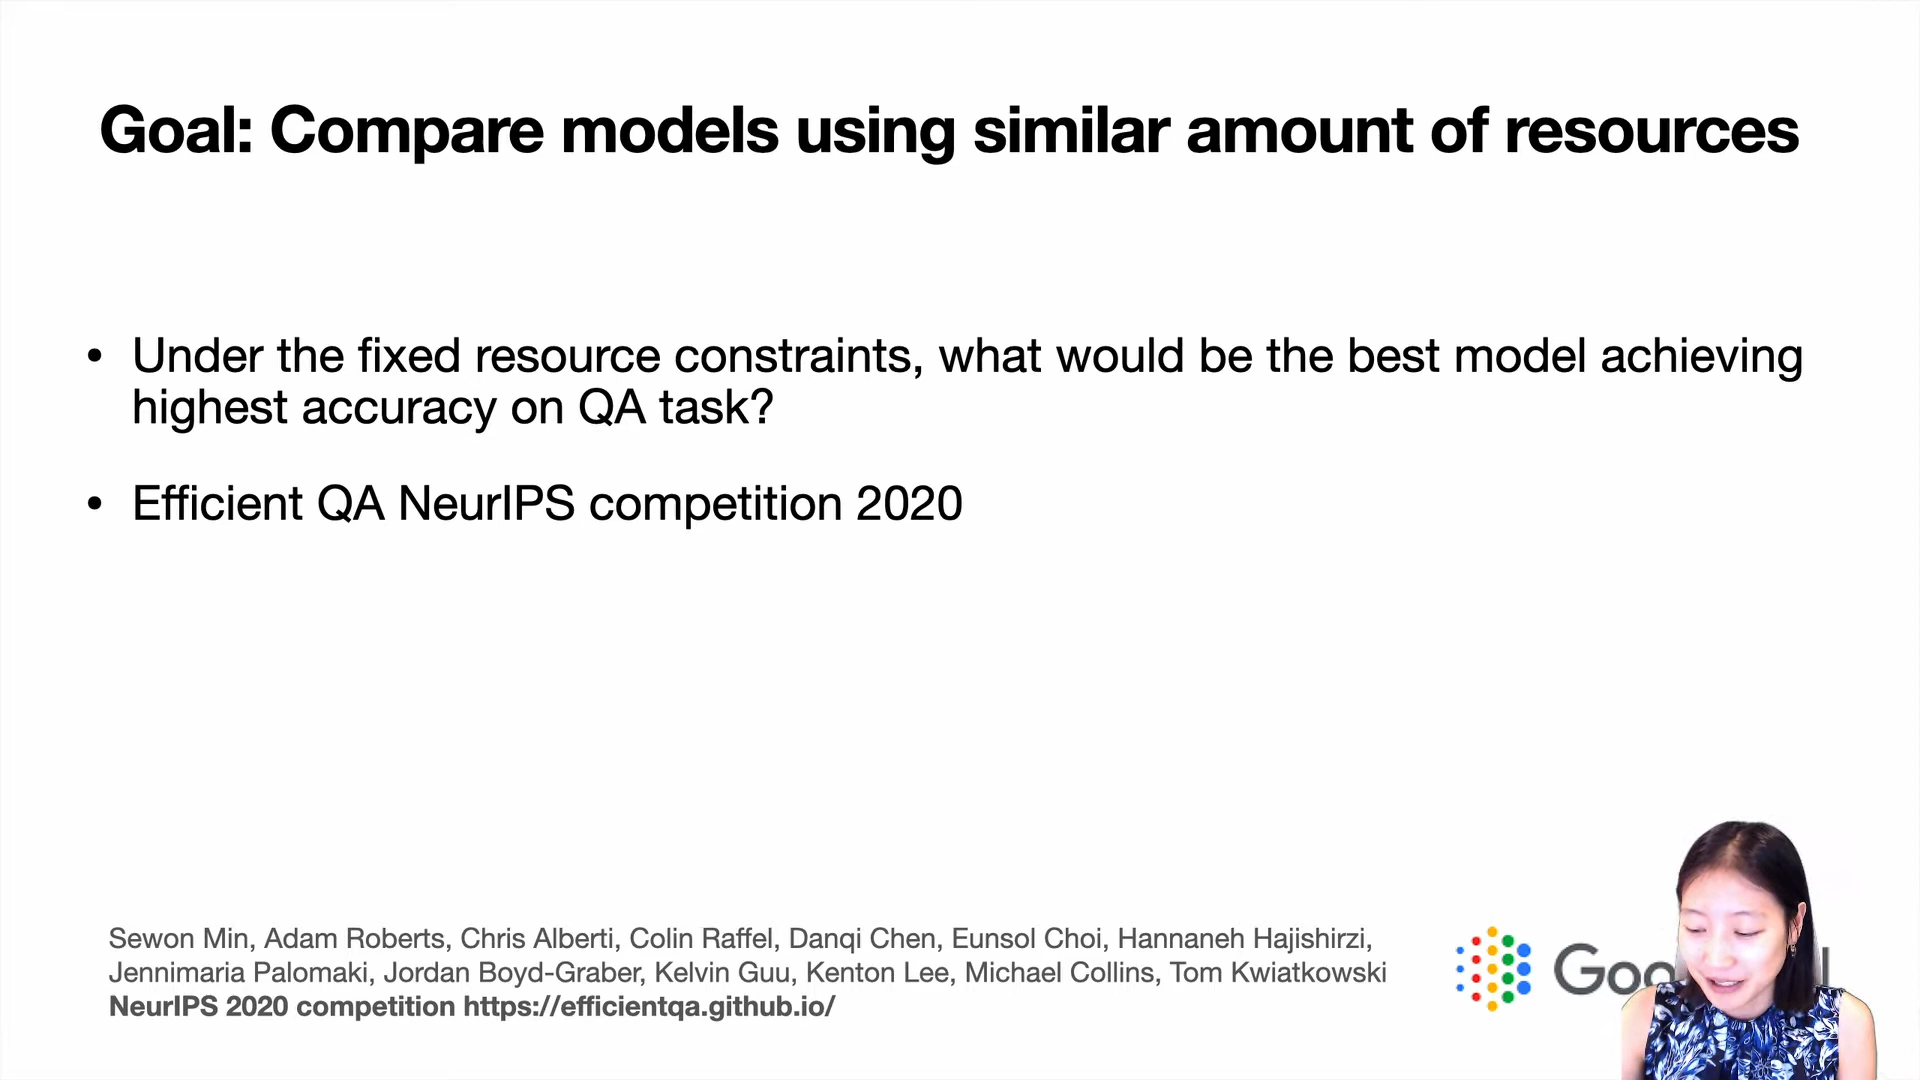 Goal: Compare models using similar amount of resources
• Under the fixed resource constraints, what would be the best model achieving
highest accuracy on QA task?
• Efficient QA NeurIPS competition 2020
Sewon Min, Adam Roberts, Chris Alberti, Colin Raffel, Danqi Chen, Eunsol Choi, Hannaneh Hajishirzi,
Jennimaria Palomaki, Jordan Boyd-Graber, Kelvin Guu, Kenton Lee, Michael Collins, Tom Kwiatkowski
NeurIPS 2020 competition https://efficientqa.github.io/